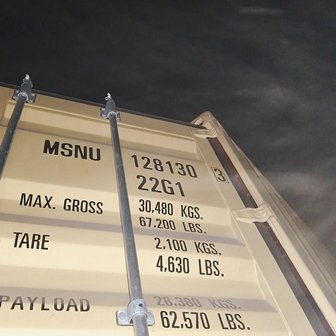 MSNU 128130 3
22G1
MAX. GROSS 30.480 KGS.
67.200 LBS.
TARE 2,100 KGS.
4,630 LBS.
PAYLOAD 28.380 KGS.
62,570 LBS.